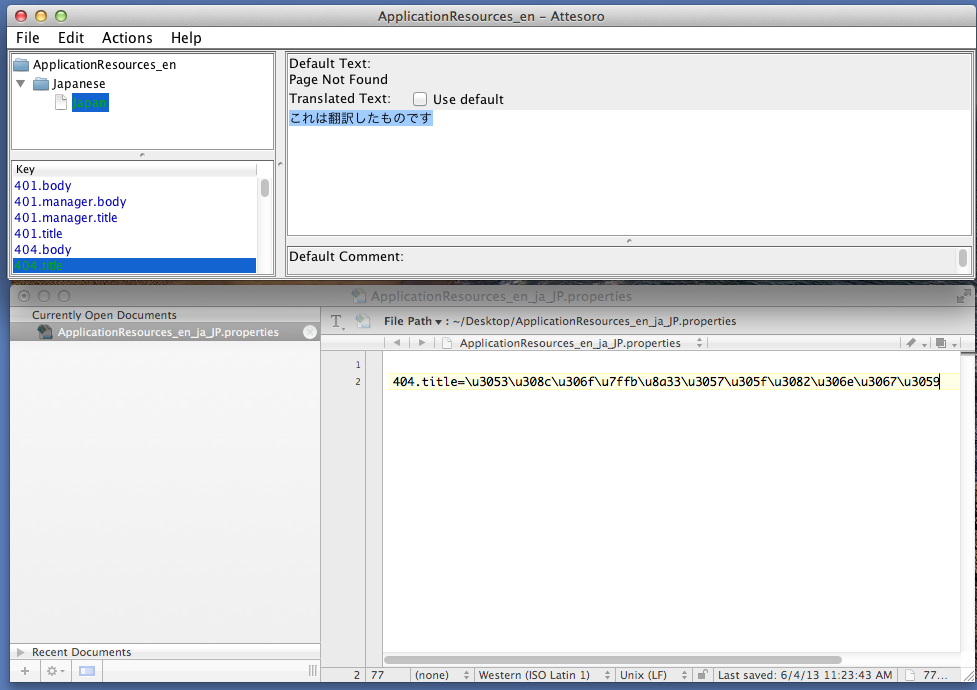 ApplicationResources_en – Attesoro
File Edit Actions Help
ApplicationResources_en
Japanese
Japan
Default Text:
Page Not Found
Translated Text: Use default
これは翻訳したものです
Key
401.body
401.manager.body
401.manager.title
401.title
404.body
404.title
Default Comment:
ApplicationResources_en_ja_JP.properties
Currently Open Documents
ApplicationResources_en_ja_JP.properties
File Path ▾ : ~/Desktop/ApplicationResources_en_ja_JP.properties
ApplicationResources_en_ja_JP.properties
1
2 404.title=\u3053\u308c\u306f\u7ffb\u8a33\u3057\u305f\u3082\u306e\u3067\u3059
Recent Documents
2 77 (none) Western (ISO Latin 1) Unix (LF) Last saved: 6/4/13 11:23:43 AM 77...